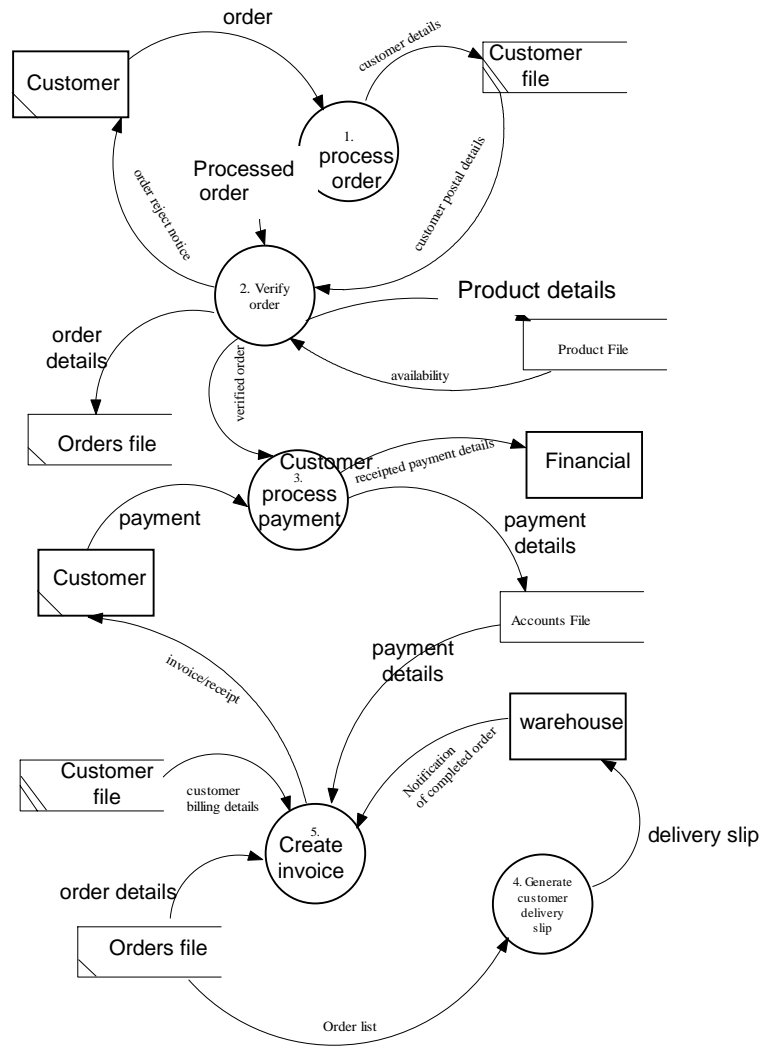 order
Customer
customer details
Customer
file
1.
process
order
Processed
order
order reject notice
customer postal details
2. Verify
order
Product details
Product File
availability
order
details
verified order
Orders file
Customer
3.
process
payment
receipted payment details
Financial
payment
payment
details
Customer
Accounts File
payment
details
invoice/receipt
warehouse
Notification
of completed order
Customer
file
customer
billing details
5.
Create
invoice
delivery slip
4. Generate
customer
delivery
slip
order details
Orders file
Order list